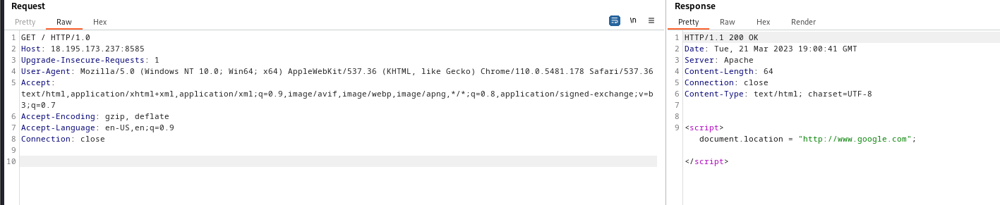 Request
Pretty Raw Hex
\n
1 GET / HTTP/1.0
2 Host: 18.195.173.237:8585
3 Upgrade-Insecure-Requests: 1
4 User-Agent: Mozilla/5.0 (Windows NT 10.0; Win64; x64) AppleWebKit/537.36 (KHTML, like Gecko) Chrome/110.0.5481.178 Safari/537.36
5 Accept:
text/html,application/xhtml+xml,application/xml;q=0.9,image/avif,image/webp,image/apng,*/*;q=0.8,application/signed-exchange;v=b
3;q=0.7
6 Accept-Encoding: gzip, deflate
7 Accept-Language: en-US,en;q=0.9
8 Connection: close
9
10
Response
Pretty Raw Hex Render
1 HTTP/1.1 200 OK
2 Date: Tue, 21 Mar 2023 19:00:41 GMT
3 Server: Apache
4 Content-Length: 64
5 Connection: close
6 Content-Type: text/html; charset=UTF-8
7
8
9 <script>
document.location = "http://www.google.com";
</script>